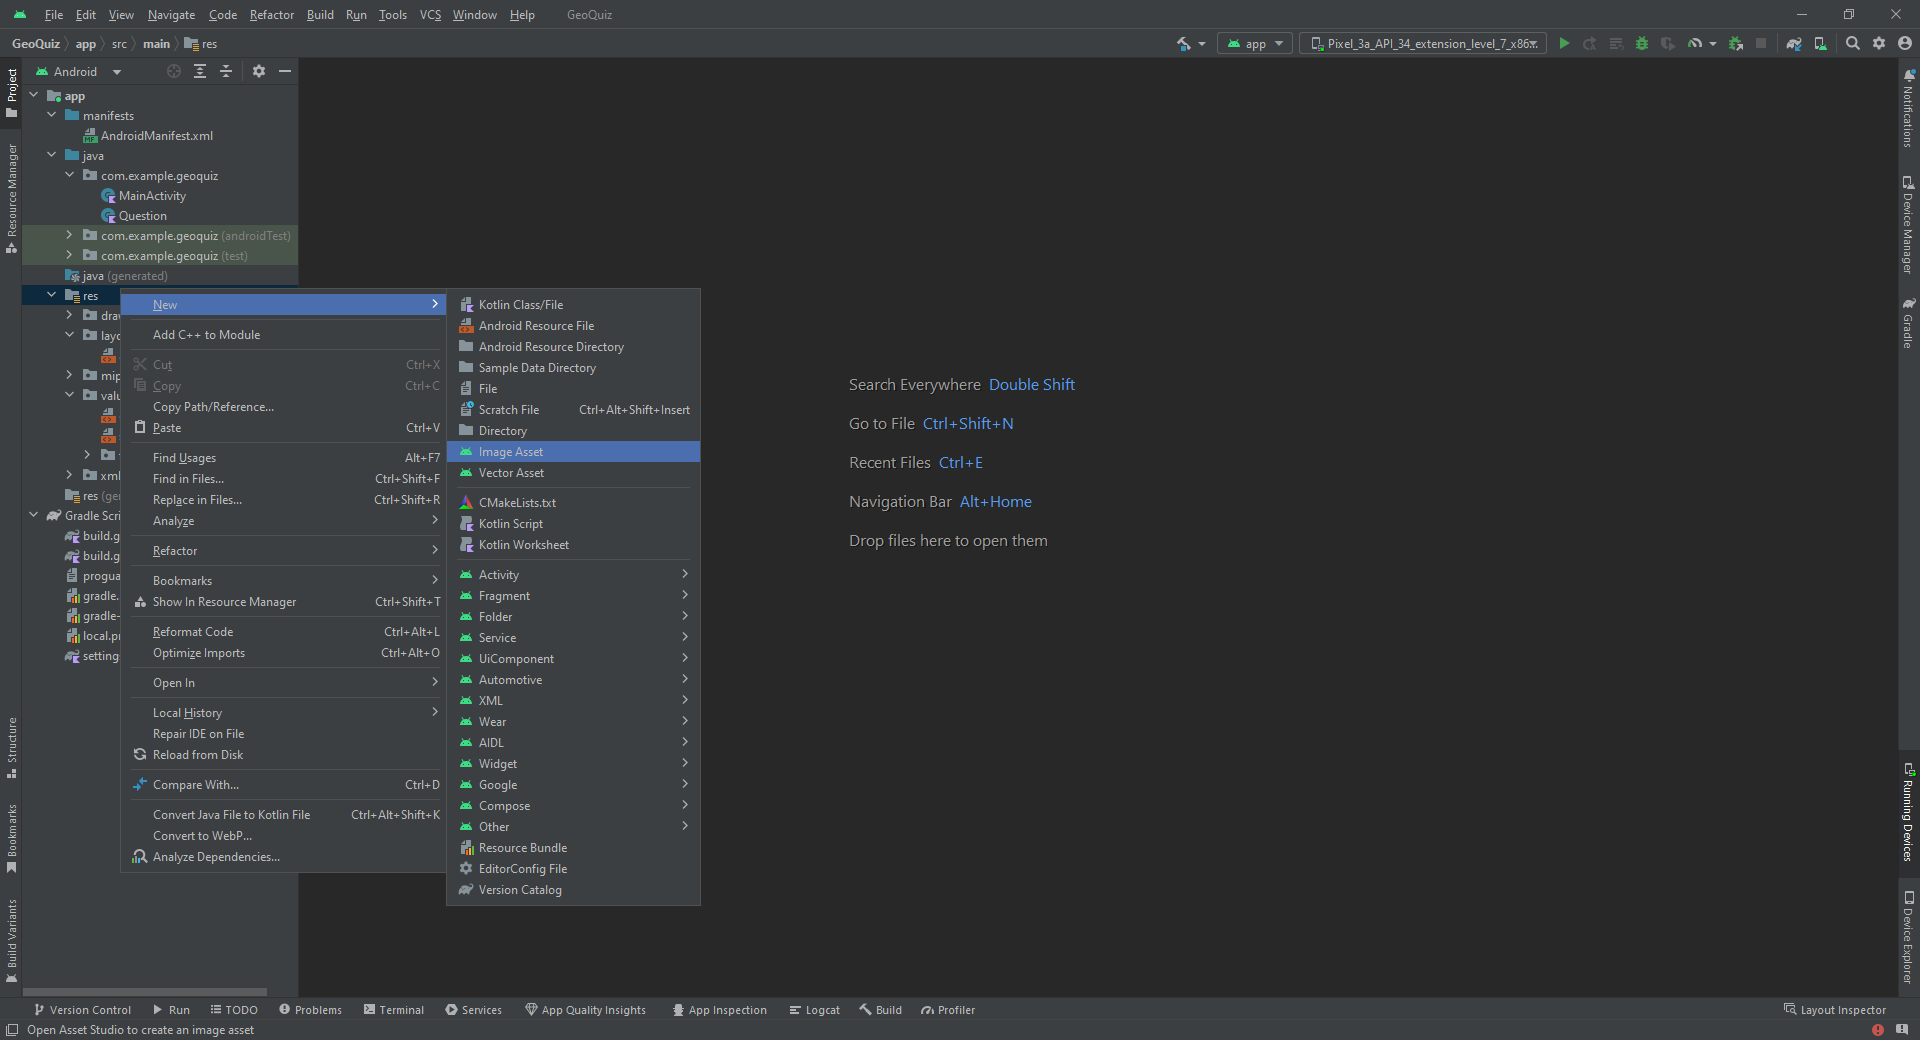 File Edit View Navigate Code Refactor Build Run Tools VCS Window Help GeoQuiz
GeoQuiz app src main res
app Pixel_3a_API_34_extension_level_7_x86
Project
Resource Manager
Structure
Bookmarks
Build Variants
Android
app
manifests
AndroidManifest.xml
java
com.example.geoquiz
MainActivity
Question
com.example.geoquiz (androidTest)
com.example.geoquiz (test)
java (generated)
res
drav
layo
mip
valu
xml
res (ge
Gradle Scri
build.g
build.g
progua
gradle.
gradle-
local.pr
setting
New
Add C++ to Module
Cut Ctrl+X
Copy Ctrl+C
Copy Path/Reference...
Paste Ctrl+V
Find Usages Alt+F7
Find in Files... Ctrl+Shift+F
Replace in Files... Ctrl+Shift+R
Analyze
Refactor
Bookmarks
Show In Resource Manager Ctrl+Shift+T
Reformat Code Ctrl+Alt+L
Optimize Imports Ctrl+Alt+O
Open In
Local History
Repair IDE on File
Reload from Disk
Compare With... Ctrl+D
Convert Java File to Kotlin File Ctrl+Alt+Shift+K
Convert to WebP...
Analyze Dependencies...
Kotlin Class/File
Android Resource File
Android Resource Directory
Sample Data Directory
File
Scratch File Ctrl+Alt+Shift+Insert
Directory
Image Asset
Vector Asset
CMakeLists.txt
Kotlin Script
Kotlin Worksheet
Activity
Fragment
Folder
Service
UiComponent
Automotive
XML
Wear
AIDL
Widget
Google
Compose
Other
Resource Bundle
EditorConfig File
Version Catalog
Search Everywhere Double Shift
Go to File Ctrl+Shift+N
Recent Files Ctrl+E
Navigation Bar Alt+Home
Drop files here to open them
Notifications
Device Manager
Gradle
Running Devices
Device Explorer
Version Control Run TODO Problems Terminal Services App Quality Insights App Inspection Logcat Build Profiler Layout Inspector
Open Asset Studio to create an image asset